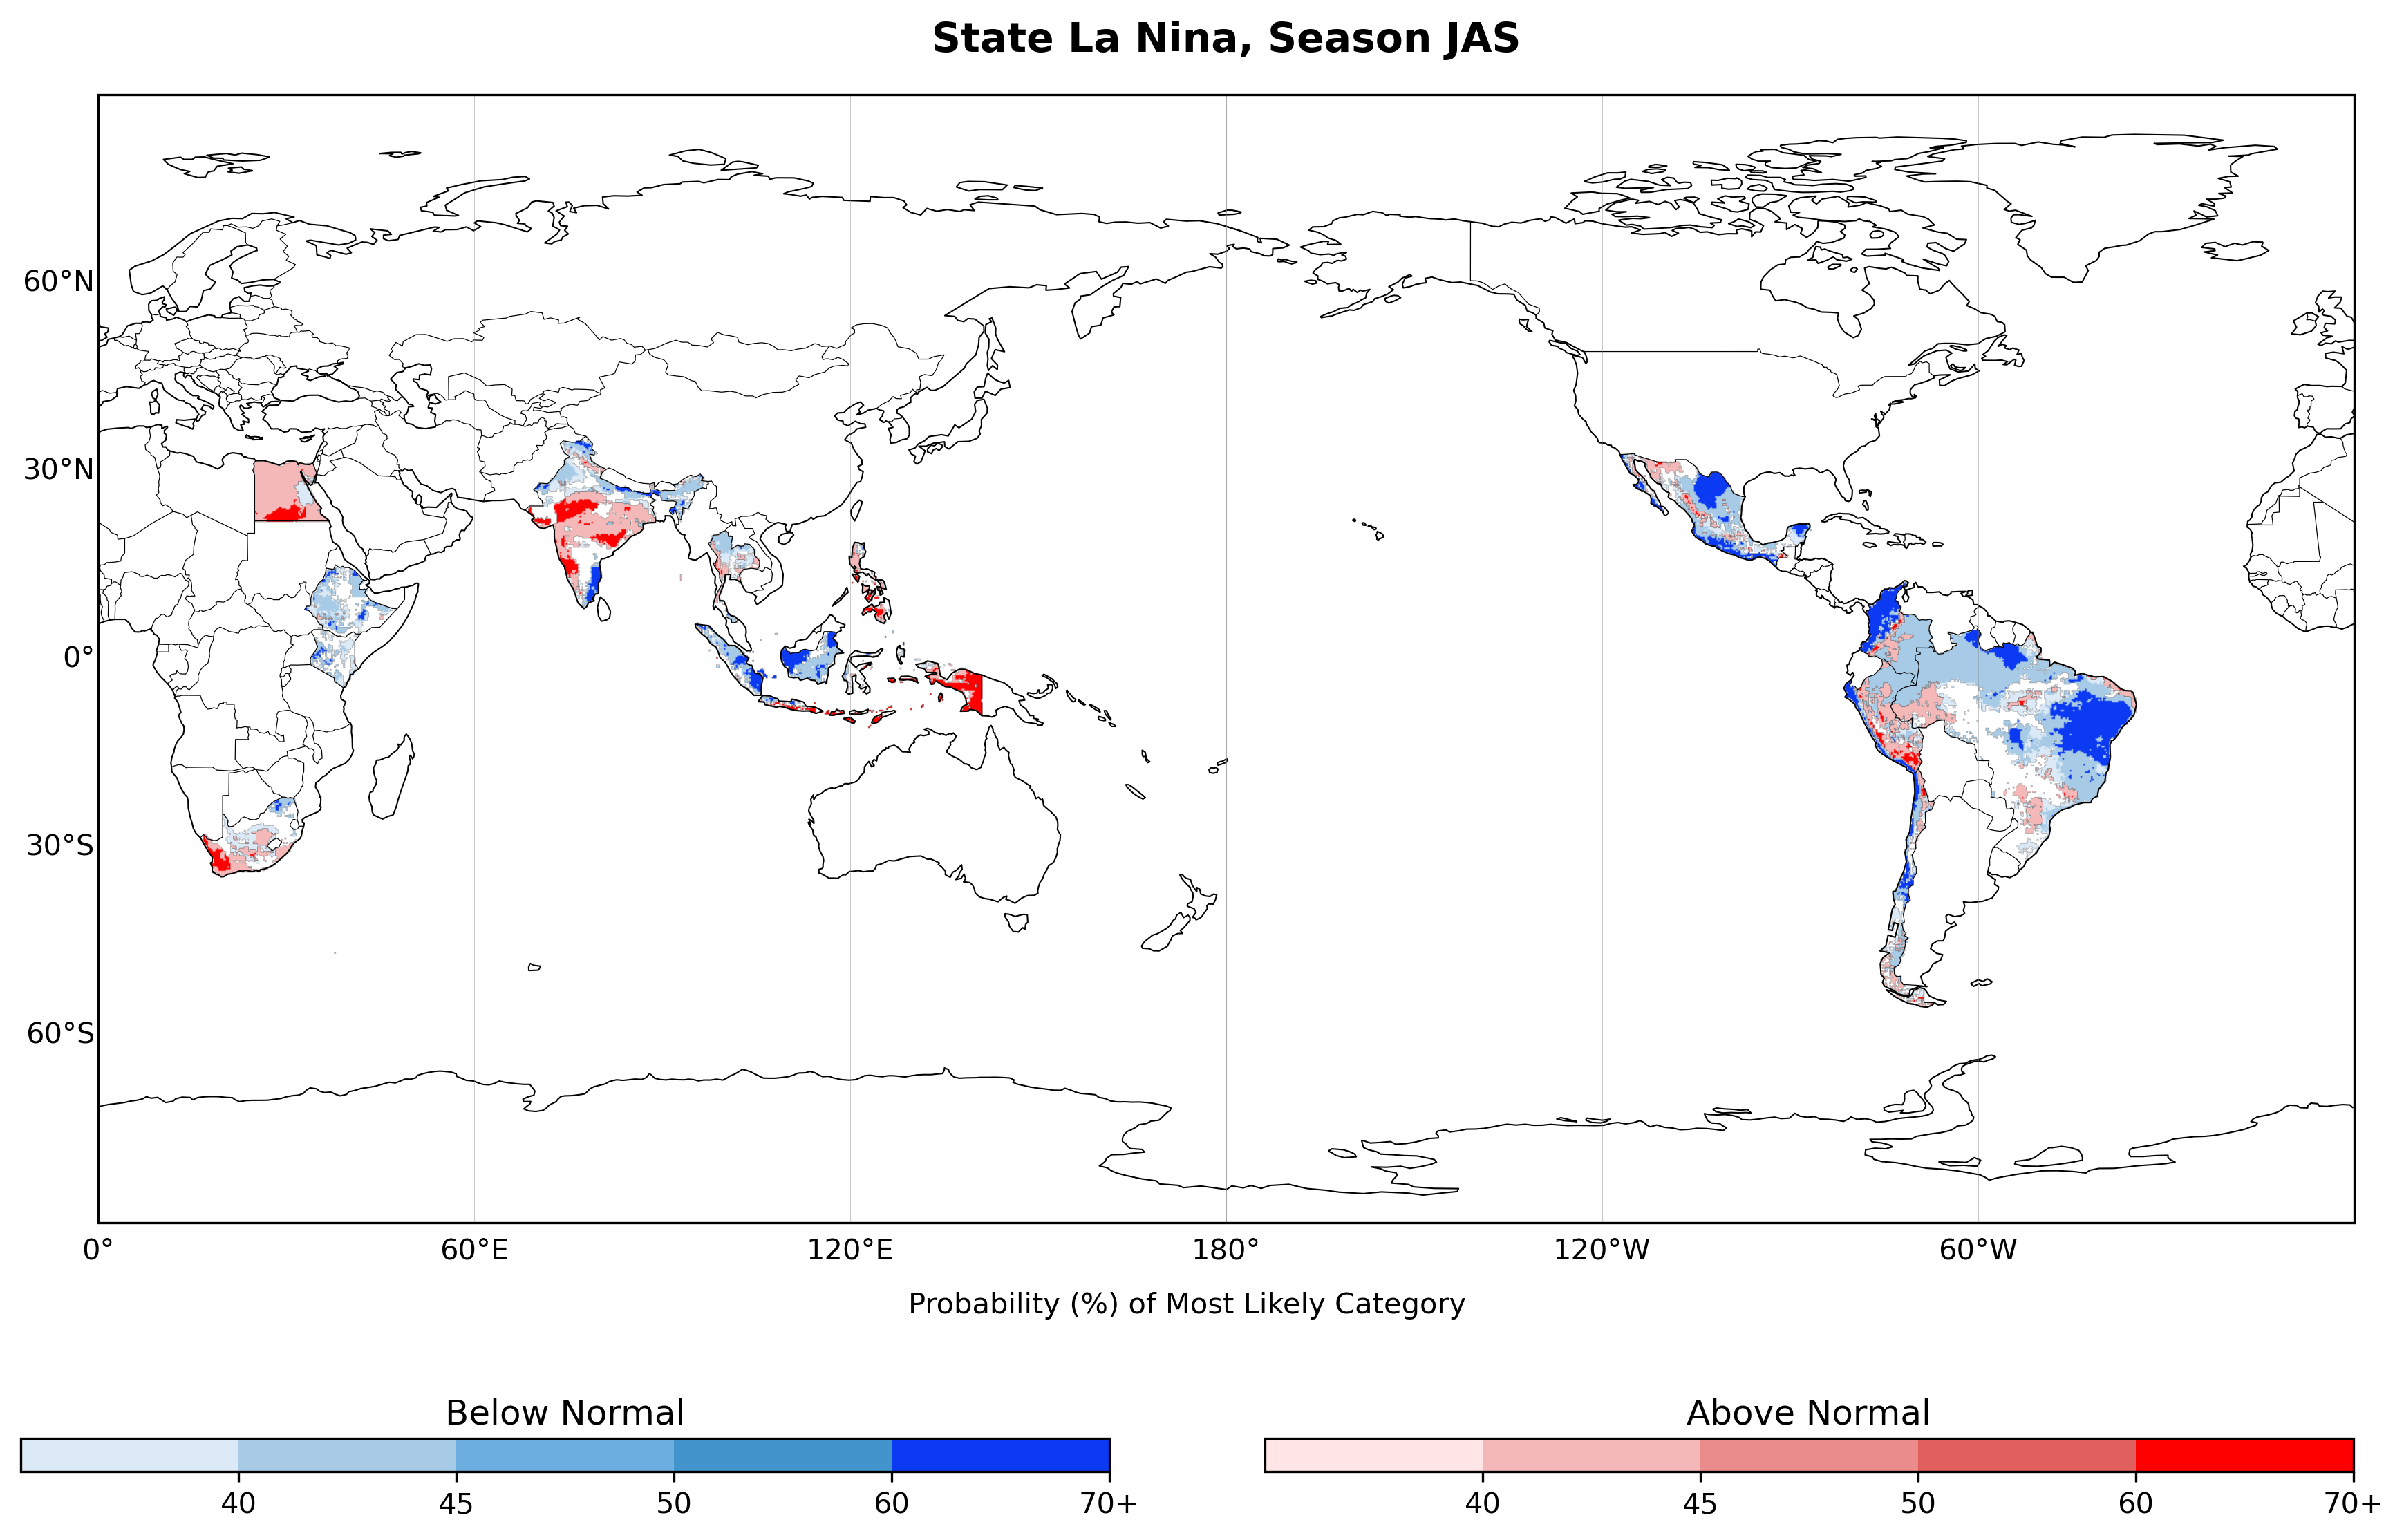 State La Nina, Season JAS
60°N
30°N
0°
30°S
60°S
0° 60°E 120°E 180° 120°W 60°W
Probability (%) of Most Likely Category
Below Normal Above Normal
40 45 50 60 70+ 40 45 50 60 70+